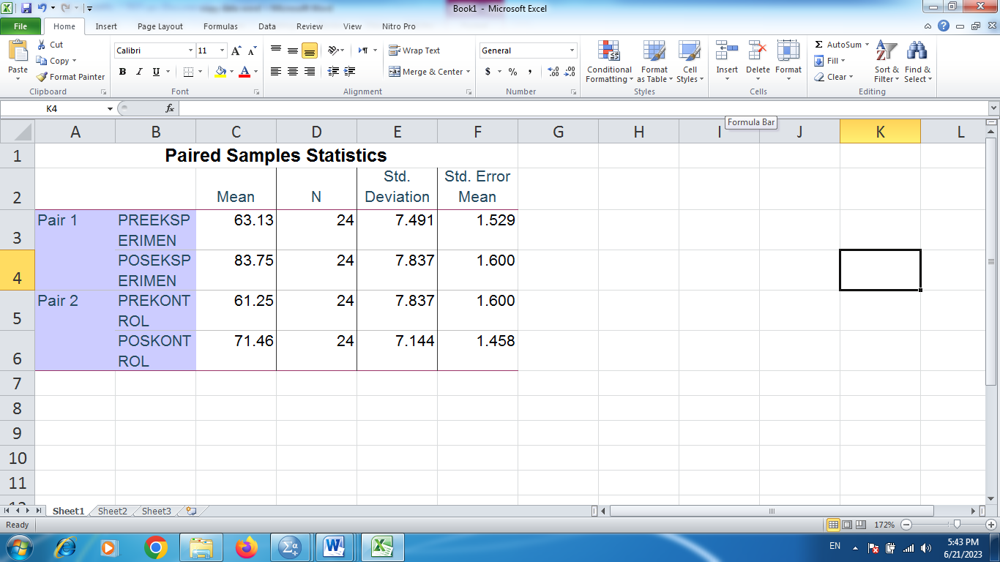 Book1 - Microsoft Excel
File Home Insert Page Layout Formulas Data Review View Nitro Pro
Paste
Cut
Copy
Format Painter
Clipboard
Calibri 11
B I U A
Font
Wrap Text
Merge & Center
Alignment
General
$ % ,
Number
Conditional Formatting
Format as Table
Cell Styles
Styles
Insert Delete Format
Cells
Σ AutoSum
Fill
Clear
Sort & Filter
Find & Select
Editing
K4 fx
Formula Bar
A B C D E F G H I J K L
1 Paired Samples Statistics
Std. Std. Error
2 Mean N Deviation Mean
Pair 1 PREEKSP 63.13 24 7.491 1.529
3 ERIMEN
POSEKSP 83.75 24 7.837 1.600
4 ERIMEN
Pair 2 PREKONT 61.25 24 7.837 1.600
5 ROL
POSKONT 71.46 24 7.144 1.458
6 ROL
7
8
9
10
11
12
Sheet1 Sheet2 Sheet3
Ready 172%
EN 5:43 PM
6/21/2023